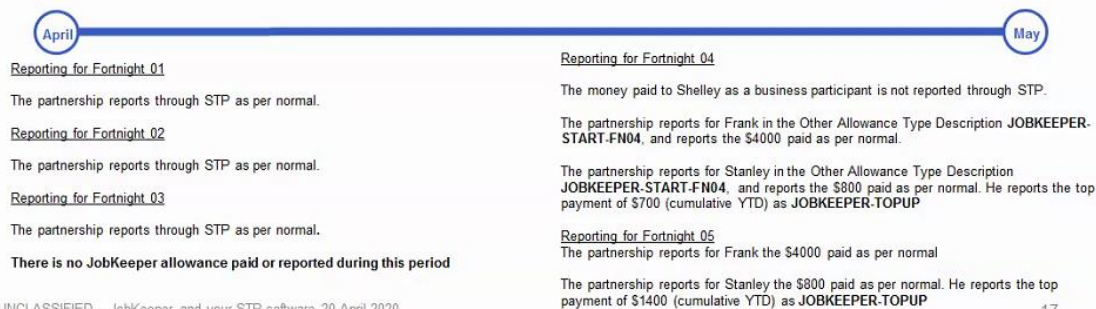 April
May
Reporting for Fortnight 01
The partnership reports through STP as per normal.
Reporting for Fortnight 02
The partnership reports through STP as per normal.
Reporting for Fortnight 03
The partnership reports through STP as per normal.
There is no JobKeeper allowance paid or reported during this period
Reporting for Fortnight 04
The money paid to Shelley as a business participant is not reported through STP.
The partnership reports for Frank in the Other Allowance Type Description JOBKEEPER-
START-FN04, and reports the $4000 paid as per normal.
The partnership reports for Stanley in the Other Allowance Type Description
JOBKEEPER-START-FN04, and reports the $800 paid as per normal. He reports the top
payment of $700 (cumulative YTD) as JOBKEEPER-TOPUP
Reporting for Fortnight 05
The partnership reports for Frank the $4000 paid as per normal
The partnership reports for Stanley the $800 paid as per normal. He reports the top
payment of $1400 (cumulative YTD) as JOBKEEPER-TOPUP
UNCLASSIFIED - JobKeeper and your STP software 20 April 2020
17